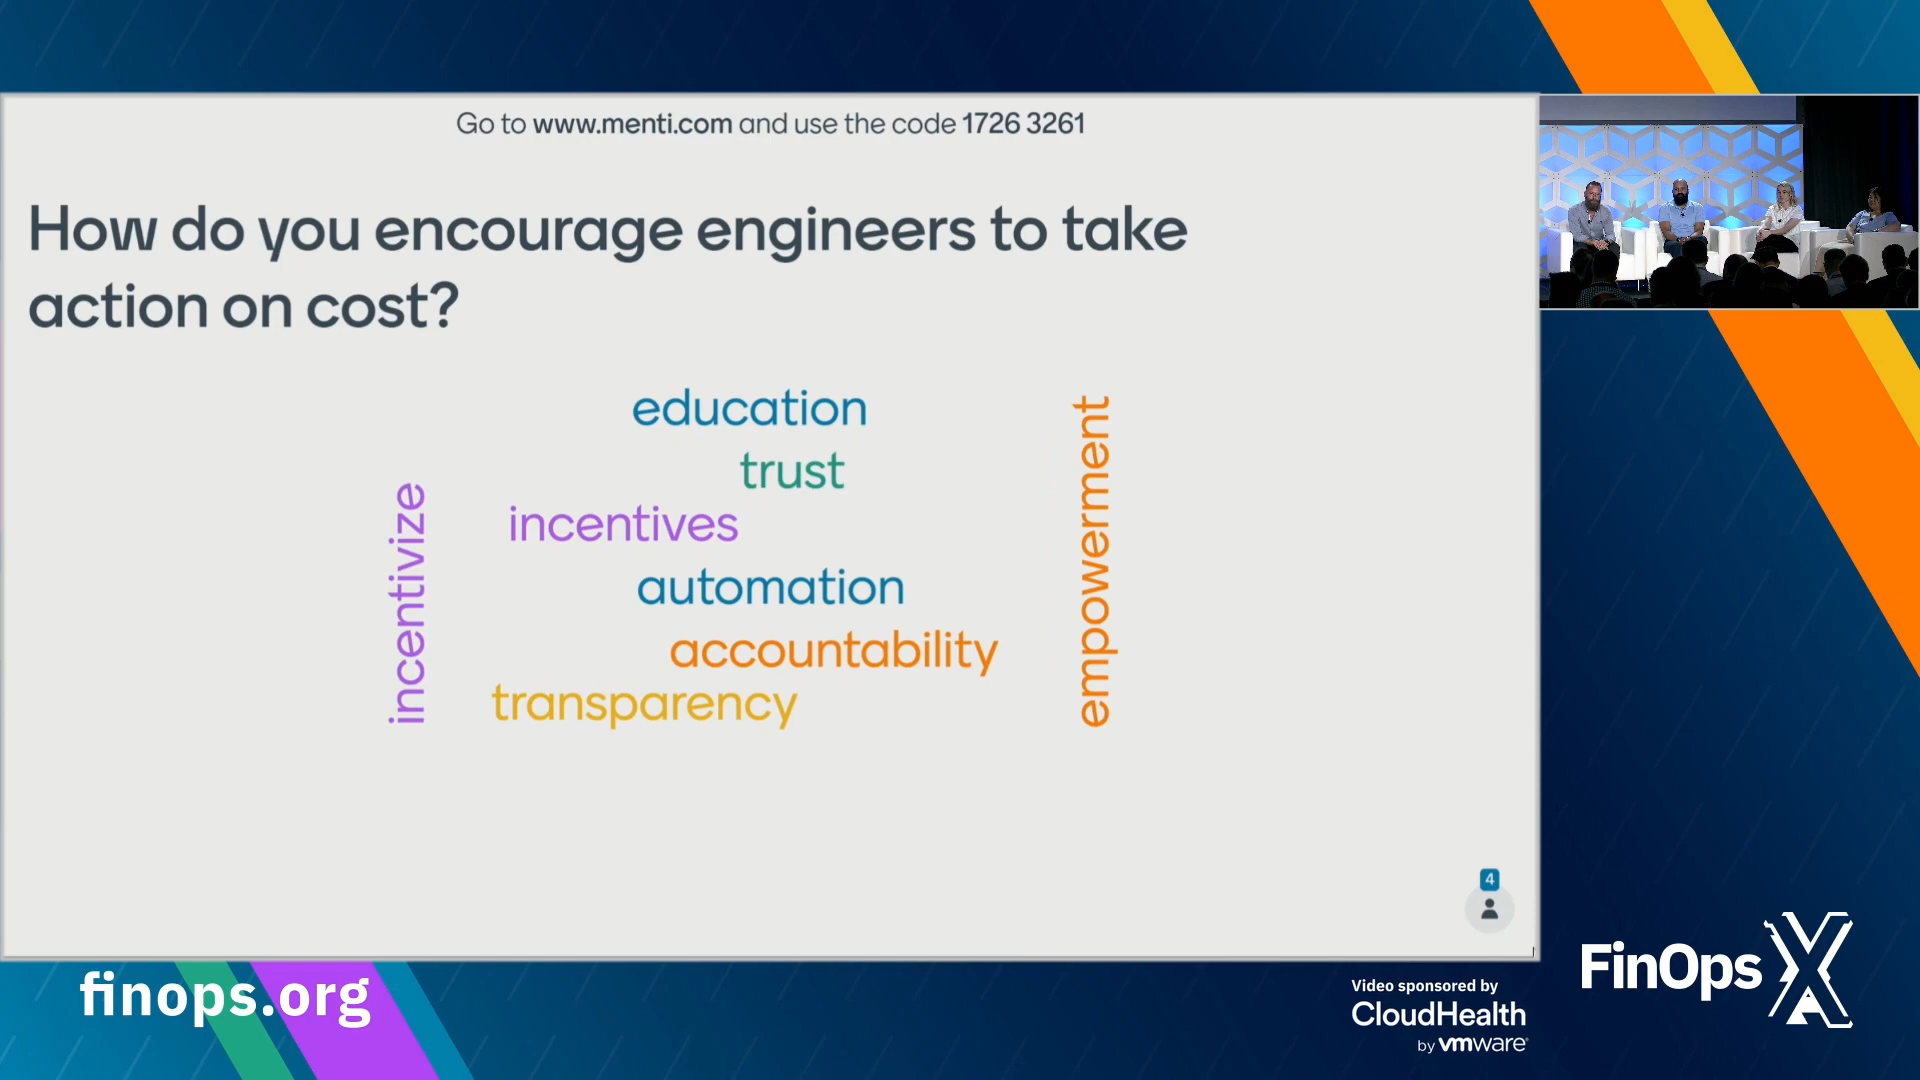 Go to www.menti.com and use the code 1726 3261
How do you encourage engineers to take
action on cost?
education
trust
incentivize
incentives
empowerment
automation
accountability
transparency
4
finops.org
Video sponsored by
CloudHealth
by vmware
FinOps X